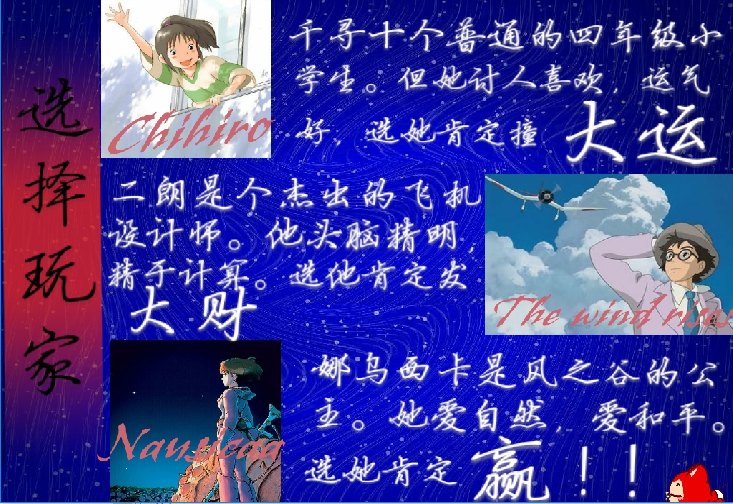 选择玩家
千寻十个普通的四年级小
学生。但她讨人喜欢，运气
好，选她肯定撞 大运
Chihiro
二朗是个杰出的飞机
设计师。他头脑精明，
精于计算。选他肯定发
大财
The wind rises
娜乌西卡是风之谷的公
主。她爱自然，爱和平。
选她肯定 赢！！
Nausicaa